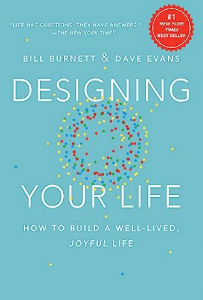 "LIFE HAS QUESTIONS. THEY HAVE ANSWERS."
—THE NEW YORK TIMES
#1
NEW YORK
TIMES
BEST SELLER
BILL BURNETT & DAVE EVANS
DESIGNING
YOUR LIFE
HOW TO BUILD A WELL-LIVED,
JOYFUL LIFE